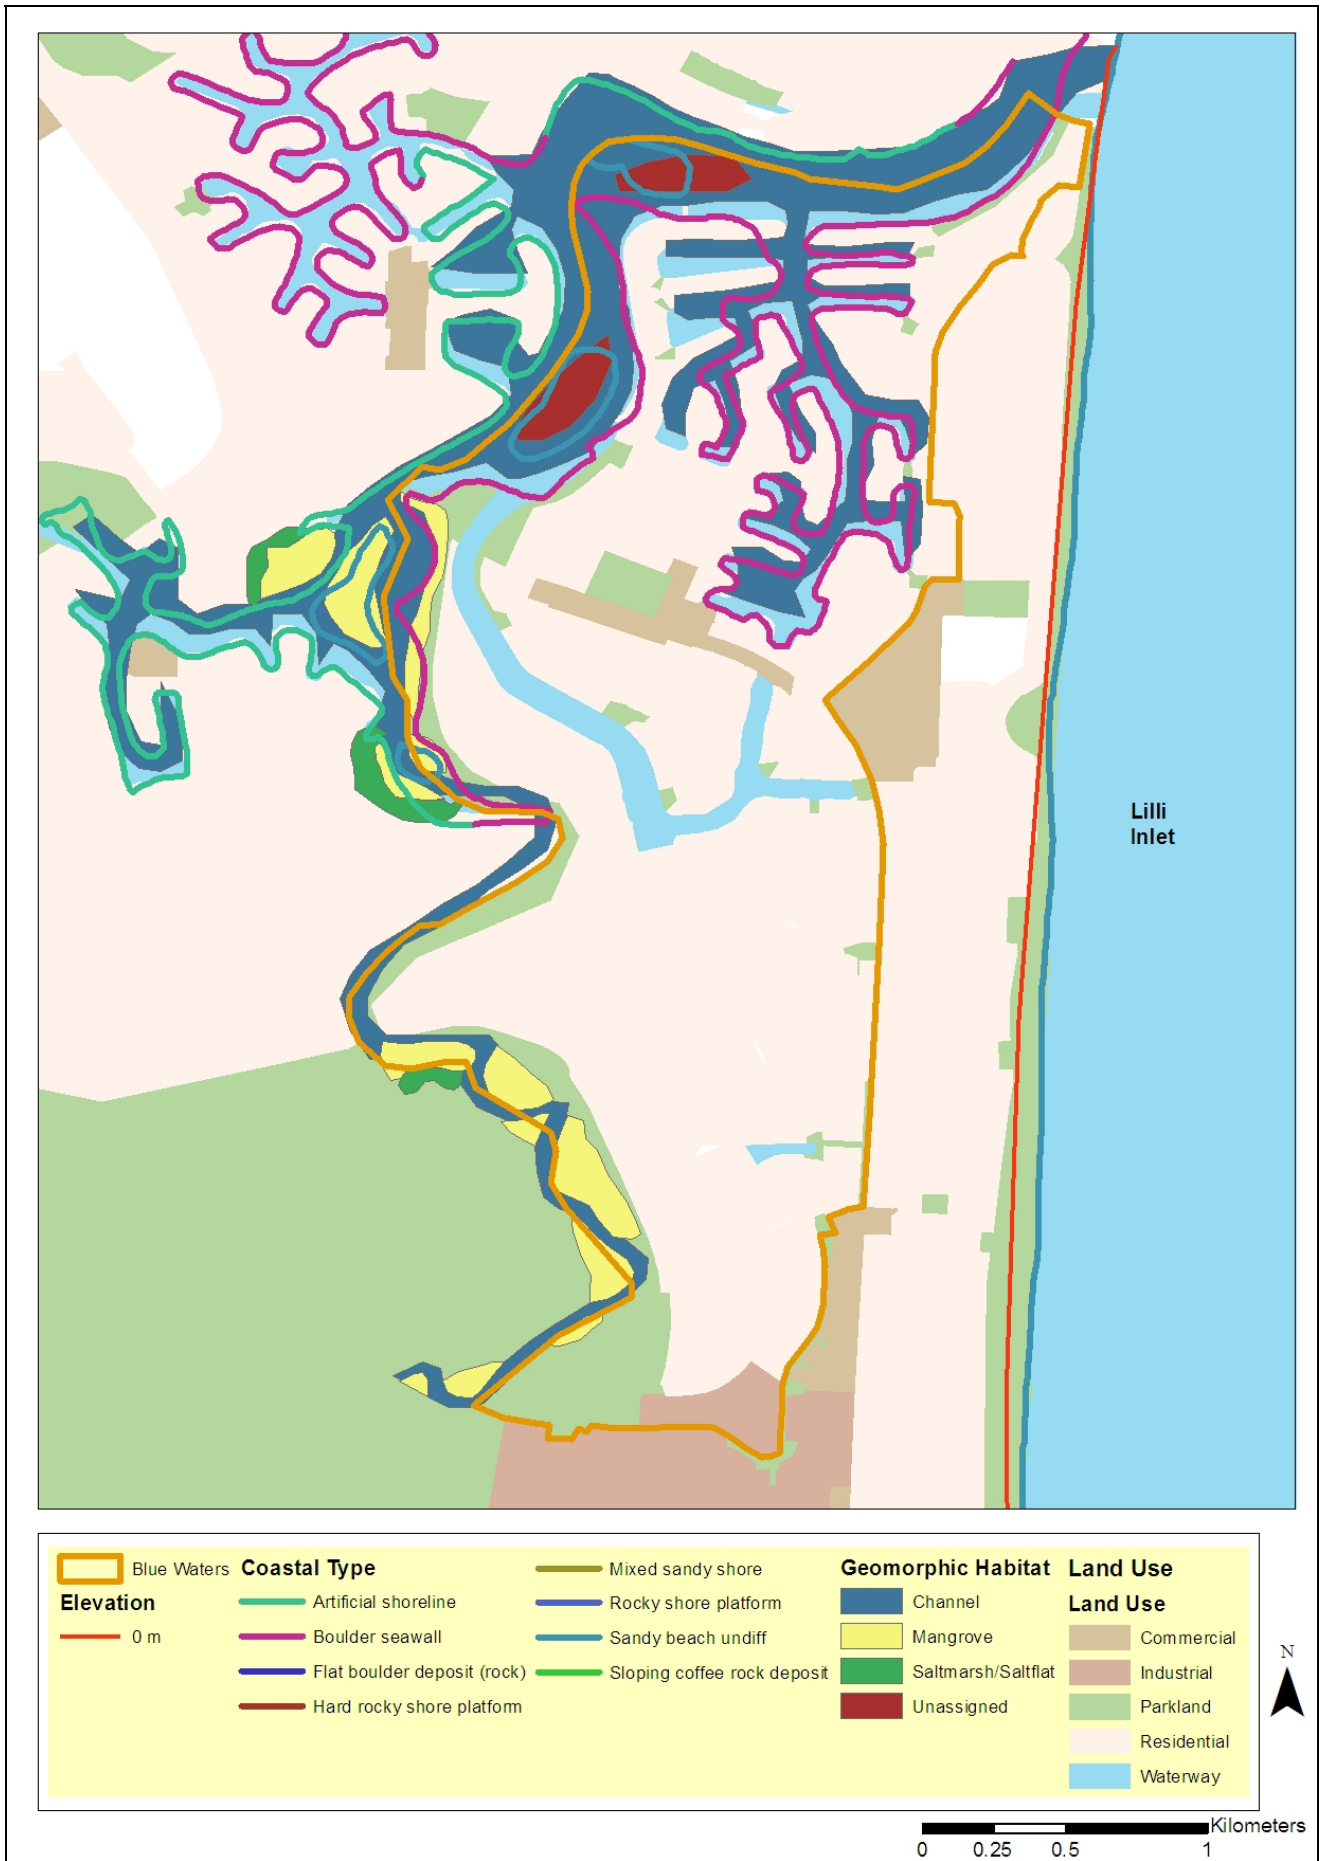 Lilli
Inlet
Blue Waters
Elevation
0 m
Coastal Type
Artificial shoreline
Boulder seawall
Flat boulder deposit (rock)
Hard rocky shore platform
Mixed sandy shore
Rocky shore platform
Sandy beach undiff
Sloping coffee rock deposit
Geomorphic Habitat
Channel
Mangrove
Saltmarsh/Saltflat
Unassigned
Land Use
Land Use
Commercial
Industrial
Parkland
Residential
Waterway
N
Kilometers
0 0.25 0.5 1